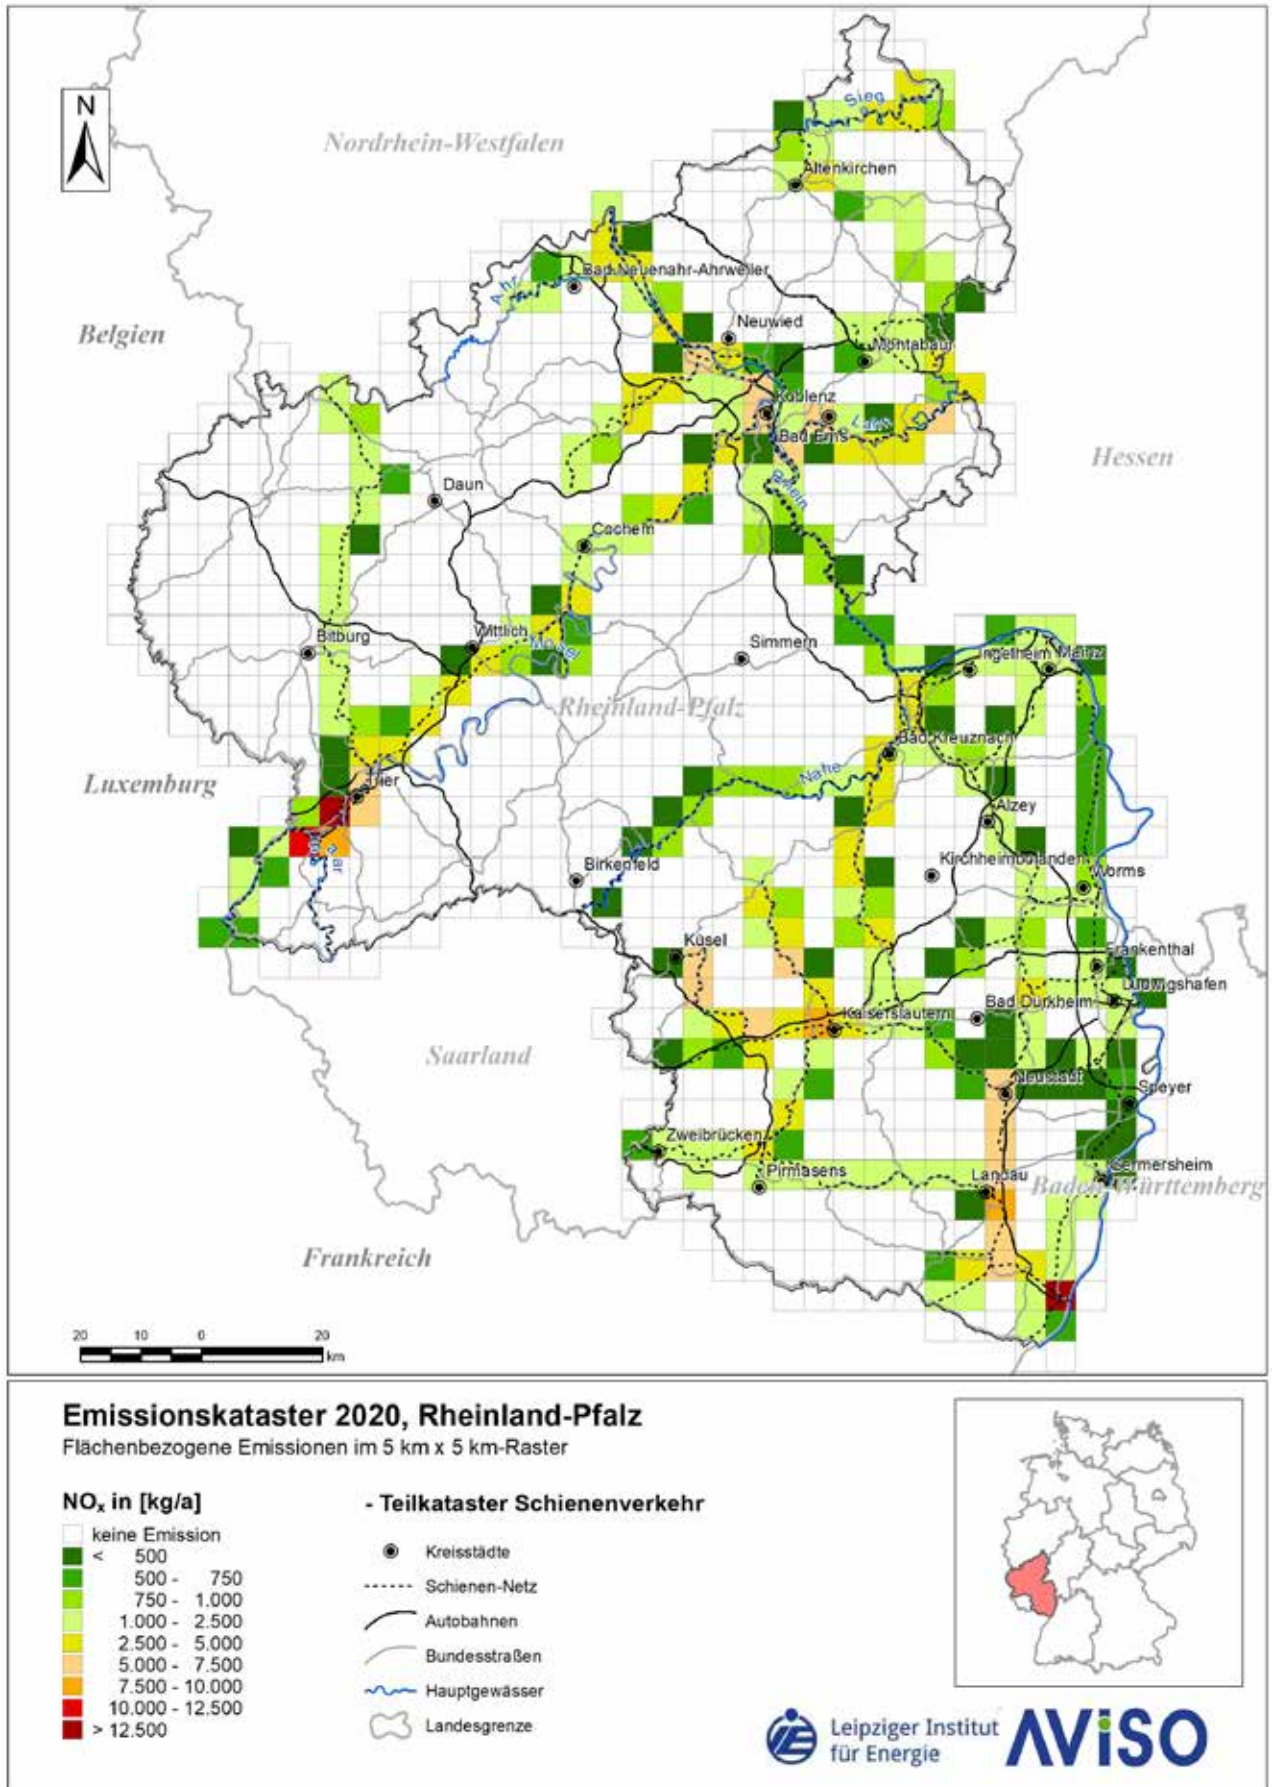 N
Nordrhein-Westfalen
Sieg
Altenkirchen
Bad Neuenahr-Ahrweiler
Ahr
Belgien
Neuwied
Montabaur
Koblenz
Lahn
Bad Ems
Hessen
Daun
Rhein
Cochem
Bitburg
Wittlich
Mosel
Simmern
Ingelheim
Mainz
Rheinland-Pfalz
Bad Kreuznach
Luxemburg
Trier
Nahe
Alzey
Birkenfeld
Kirchheimbolanden
Worms
Kusel
Frankenthal
Ludwigshafen
Bad Dürkheim
Kaiserslautern
Saarland
Neustadt
Speyer
Zweibrücken
Pirmasens
Landau
Germersheim
Baden-Württemberg
Frankreich
20 10 0 20
km
Emissionskataster 2020, Rheinland-Pfalz
Flächenbezogene Emissionen im 5 km x 5 km-Raster
NOx in [kg/a]
keine Emission
< 500
500 - 750
750 - 1.000
1.000 - 2.500
2.500 - 5.000
5.000 - 7.500
7.500 - 10.000
10.000 - 12.500
> 12.500
- Teilkataster Schienenverkehr
Kreisstädte
Schienen-Netz
Autobahnen
Bundesstraßen
Hauptgewässer
Landesgrenze
Leipziger Institut
für Energie
AViSO